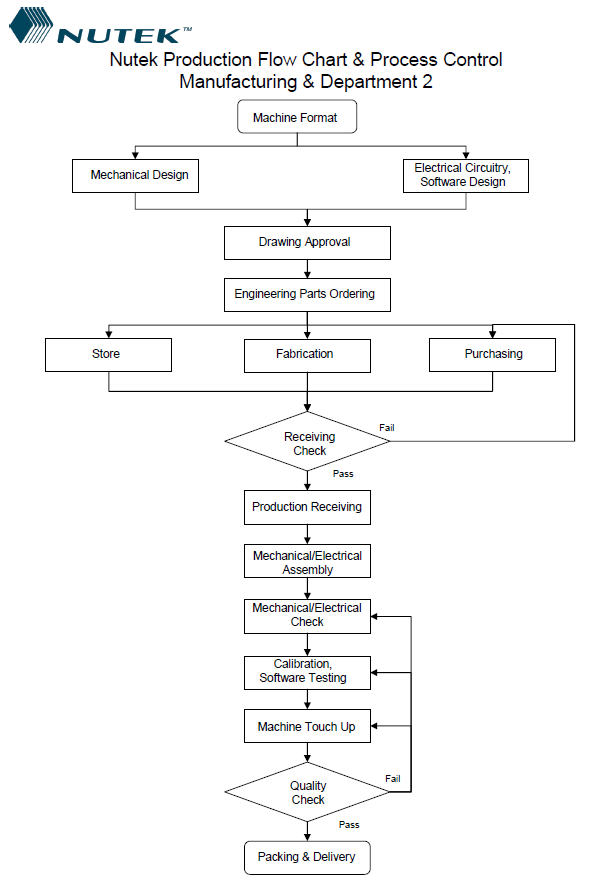 NUTEK™
Nutek Production Flow Chart & Process Control
Manufacturing & Department 2
Machine Format
Mechanical Design
Electrical Circuitry,
Software Design
Drawing Approval
Engineering Parts Ordering
Store
Fabrication
Purchasing
Receiving
Check
Fail
Pass
Production Receiving
Mechanical/Electrical
Assembly
Mechanical/Electrical
Check
Calibration,
Software Testing
Machine Touch Up
Quality
Check
Fail
Pass
Packing & Delivery